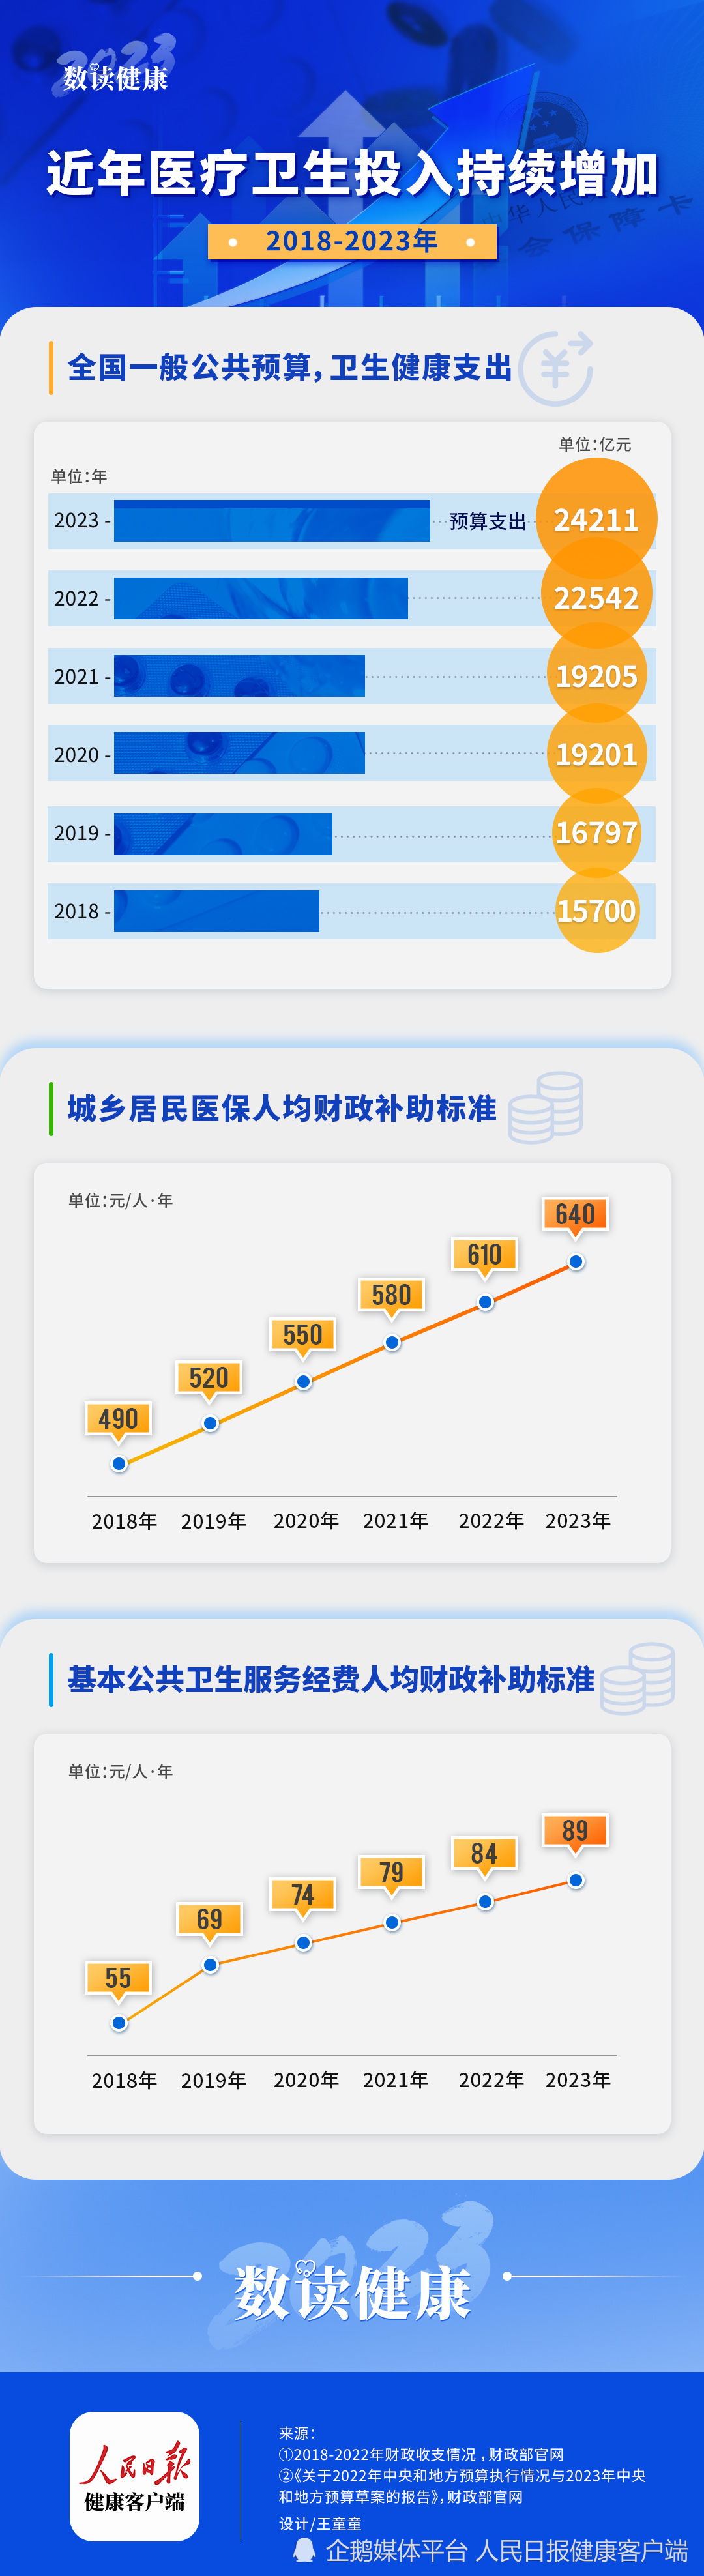 2023
数读健康
近年医疗卫生投入持续增加
中华人民
会保障卡
2018-2023年
全国一般公共预算，卫生健康支出
单位：亿元
单位：年
2023 - 预算支出 24211
2022 - 22542
2021 - 19205
2020 - 19201
2019 - 16797
2018 - 15700
城乡居民医保人均财政补助标准
单位：元/人·年
640
610
580
550
520
490
2018年 2019年 2020年 2021年 2022年 2023年
基本公共卫生服务经费人均财政补助标准
单位：元/人·年
89
84
79
74
69
55
2018年 2019年 2020年 2021年 2022年 2023年
2023
数读健康
人民日报
健康客户端
来源：
①2018-2022年财政收支情况，财政部官网
②《关于2022年中央和地方预算执行情况与2023年中央
和地方预算草案的报告》，财政部官网
设计/王童童
企鹅媒体平台 人民日报健康客户端